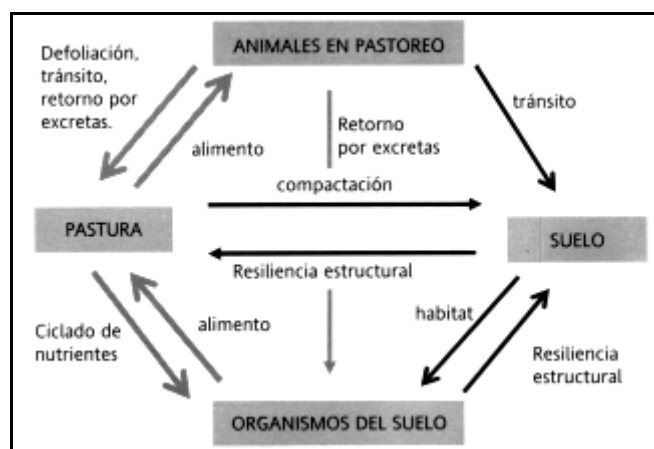 ANIMALES EN PASTOREO
Defoliación,
tránsito,
retorno por
excretas.
alimento
Retorno
por excretas
tránsito
compactación
PASTURA
SUELO
Resiliencia estructural
Ciclado de
nutrientes
alimento
habitat
Resiliencia
estructural
ORGANISMOS DEL SUELO